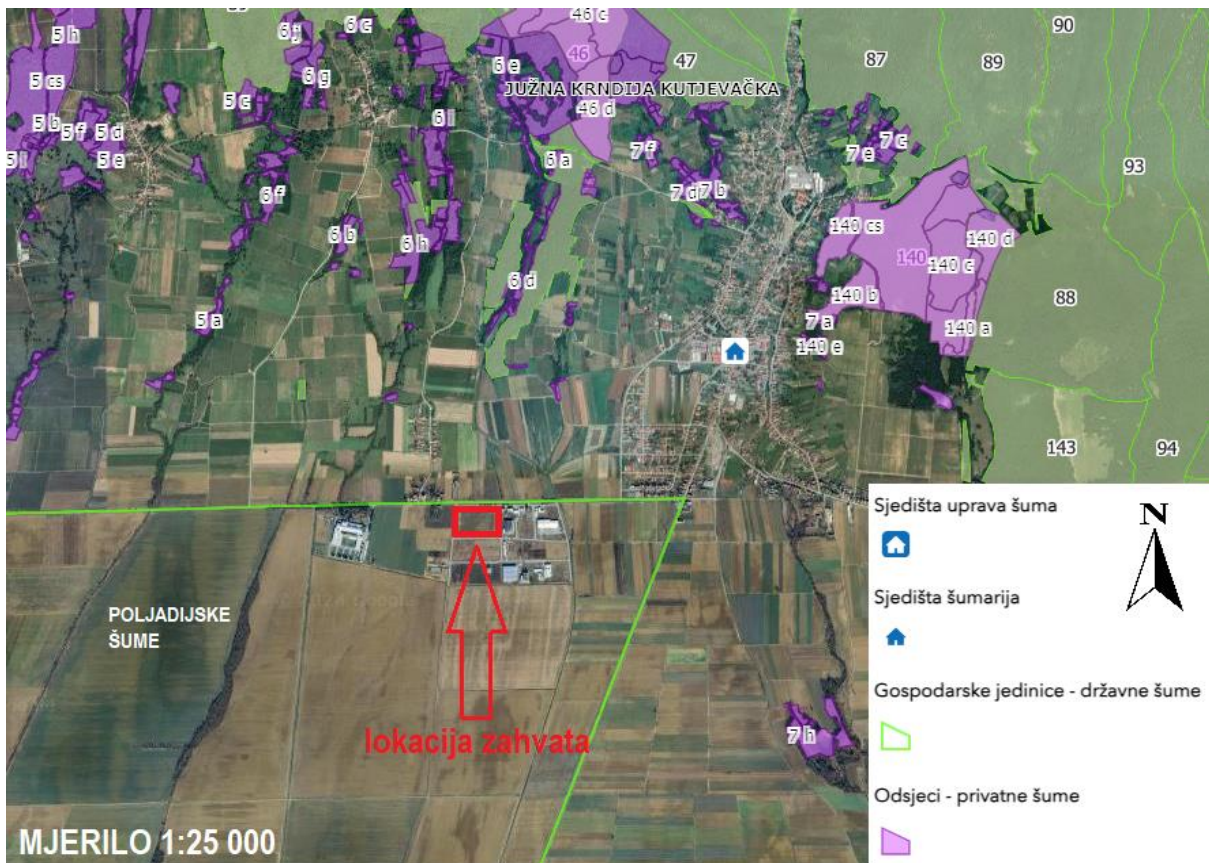 5 h
6 j
6 c
46 c
90
5 cs
6 g
6 e
46
47
87
89
JUŽNA KRNDIJA KUTJEVAČKA
5 c
46 d
5 b
5 f
5 d
6 i
7 c
5 i
5 e
6 a
7 f
7 e
93
6 f
7 d
7 b
6 b
6 h
140 cs
140 d
140
140 c
6 d
140 b
88
5 a
7 a
140 a
140 e
143
94
POLJADIJSKE
ŠUME
lokacija zahvata
7 h
MJERILO 1:25 000
Sjedišta uprava šuma
N
Sjedišta šumarija
Gospodarske jedinice - državne šume
Odsjeci - privatne šume